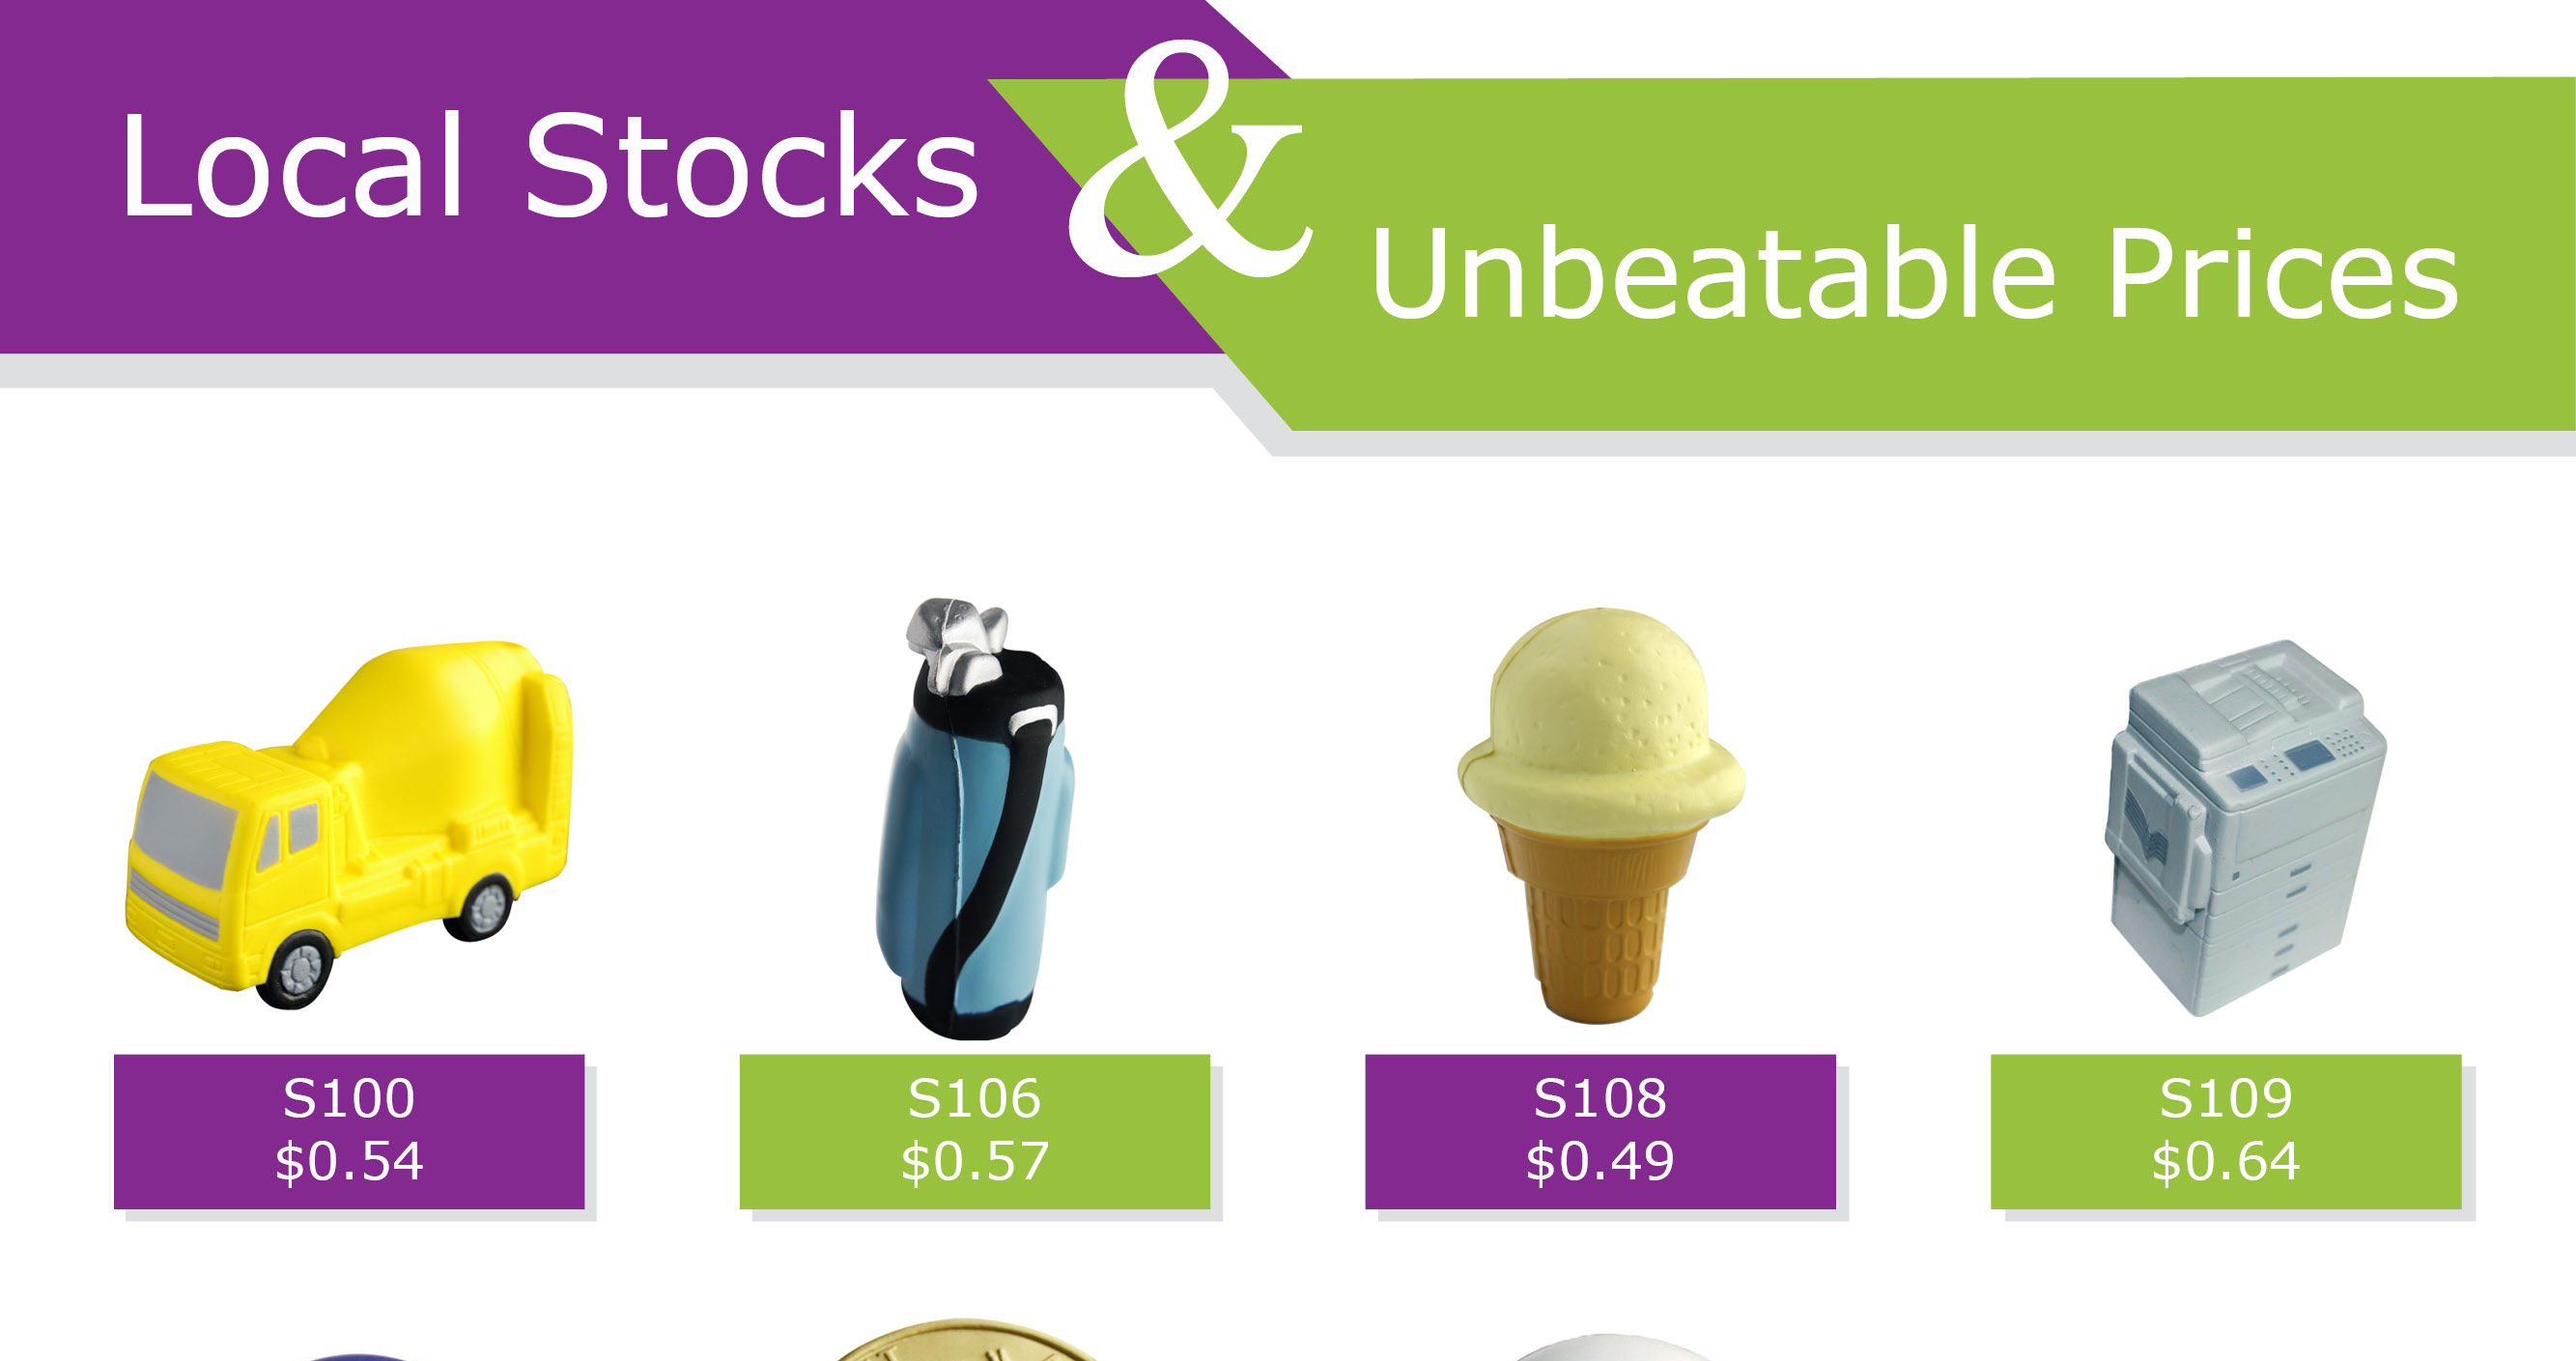 Local Stocks
&
Unbeatable Prices
S100
$0.54
S106
$0.57
S108
$0.49
S109
$0.64